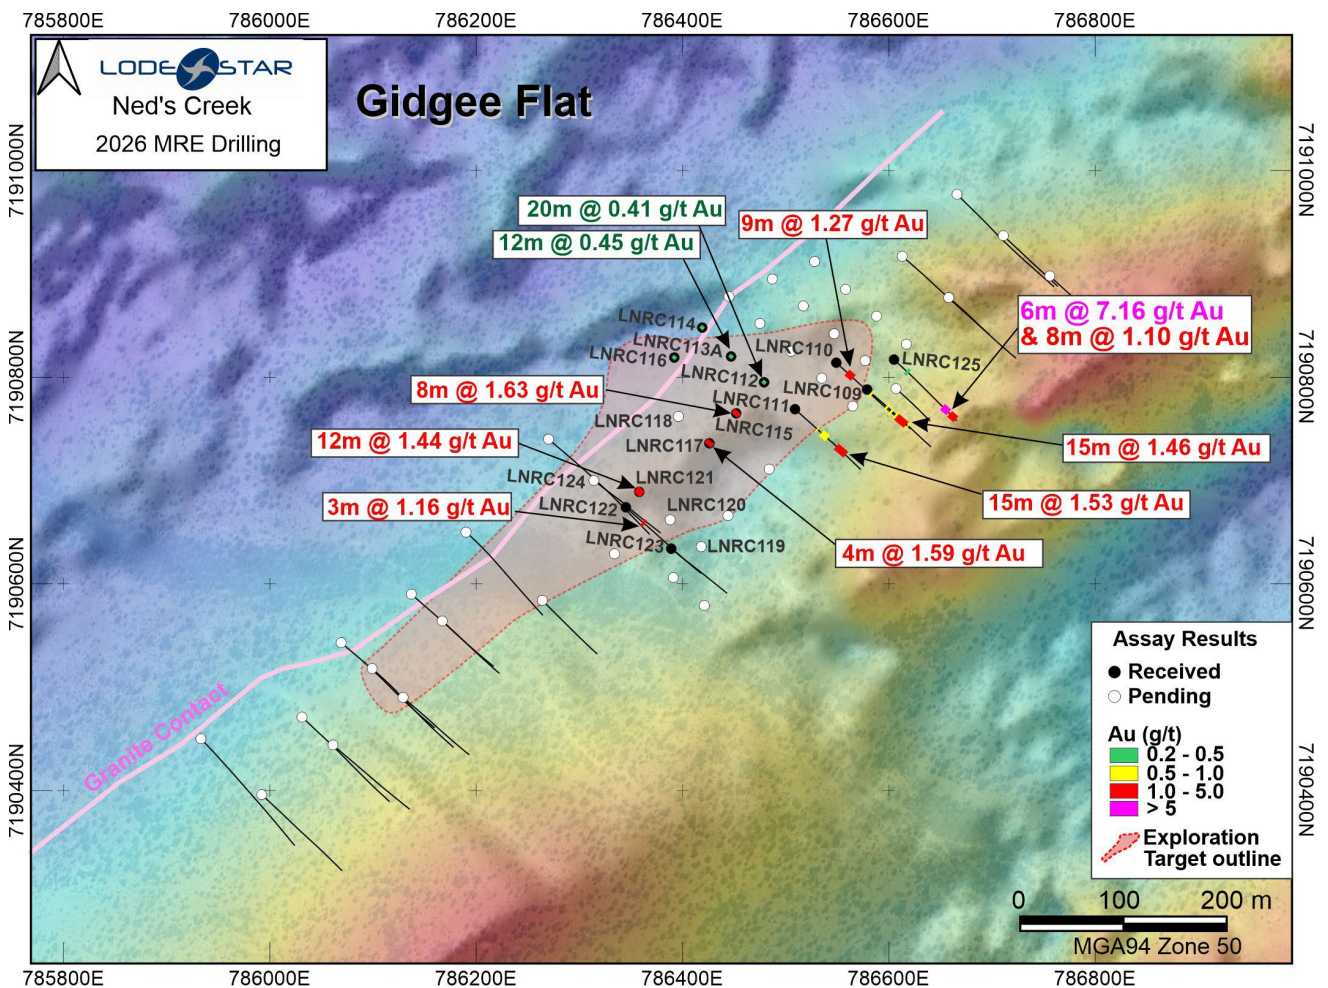 785800E 786000E 786200E 786400E 786600E 786800E
LODESTAR
Ned's Creek
2026 MRE Drilling
Gidgee Flat
7191000N
7191000N
20m @ 0.41 g/t Au
12m @ 0.45 g/t Au
9m @ 1.27 g/t Au
6m @ 7.16 g/t Au
& 8m @ 1.10 g/t Au
LNRC114
LNRC113A
LNRC116
LNRC110
LNRC125
LNRC112
LNRC109
7190800N
7190800N
8m @ 1.63 g/t Au
LNRC111
LNRC118
LNRC115
12m @ 1.44 g/t Au
LNRC117
15m @ 1.46 g/t Au
LNRC124
LNRC121
3m @ 1.16 g/t Au
LNRC122
LNRC120
15m @ 1.53 g/t Au
LNRC123
LNRC119
4m @ 1.59 g/t Au
7190600N
7190600N
Granite Contact
7190400N
7190400N
Assay Results
Received
Pending
Au (g/t)
0.2 - 0.5
0.5 - 1.0
1.0 - 5.0
> 5
Exploration
Target outline
0 100 200 m
MGA94 Zone 50
785800E 786000E 786200E 786400E 786600E 786800E